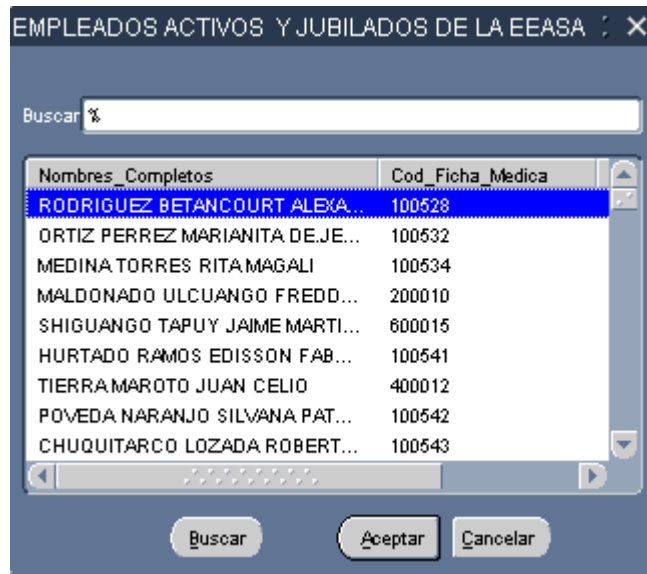 EMPLEADOS ACTIVOS Y JUBILADOS DE LA EEASA
Buscar %
Nombres_Completos Cod_Ficha_Medica
RODRIGUEZ BETANCOURT ALEXA... 100528
ORTIZ PERREZ MARIANITA DE.JE... 100532
MEDINA TORRES RITA MAGALI 100534
MALDONADO ULCUANGO FREDD... 200010
SHIGUANGO TAPUY JAIME MARTI... 600015
HURTADO RAMOS EDISSON FAB... 100541
TIERRA MAROTO JUAN CELIO 400012
POVEDA NARANJO SILVANA PAT... 100542
CHUQUITARCO LOZADA ROBERT... 100543
Buscar Aceptar Cancelar